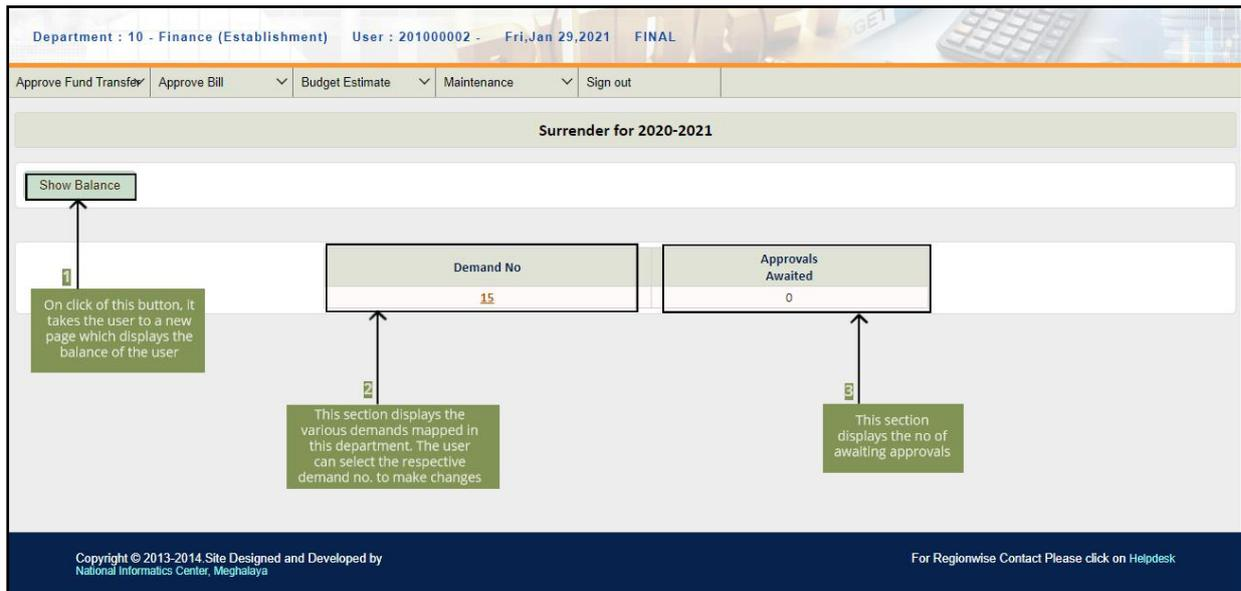 Department : 10 - Finance (Establishment) User : 201000002 - Fri,Jan 29,2021 FINAL
Approve Fund Transfer Approve Bill Budget Estimate Maintenance Sign out
Surrender for 2020-2021
Show Balance
Demand No
Approvals
Awaited
15
0
1
On click of this button, it
takes the user to a new
page which displays the
balance of the user
2
This section displays the
various demands mapped in
this department. The user
can select the respective
demand no. to make changes
3
This section
displays the no of
awaiting approvals
Copyright © 2013-2014.Site Designed and Developed by
National Informatics Center, Meghalaya
For Regionwise Contact Please click on Helpdesk